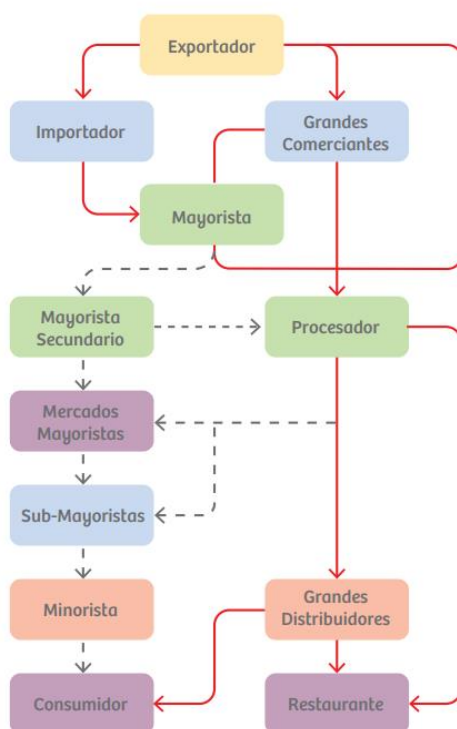 Exportador
Importador
Grandes
Comerciantes
Mayorista
Mayorista
Secundario
Procesador
Mercados
Mayoristas
Sub-Mayoristas
Minorista
Grandes
Distribuidores
Consumidor
Restaurante